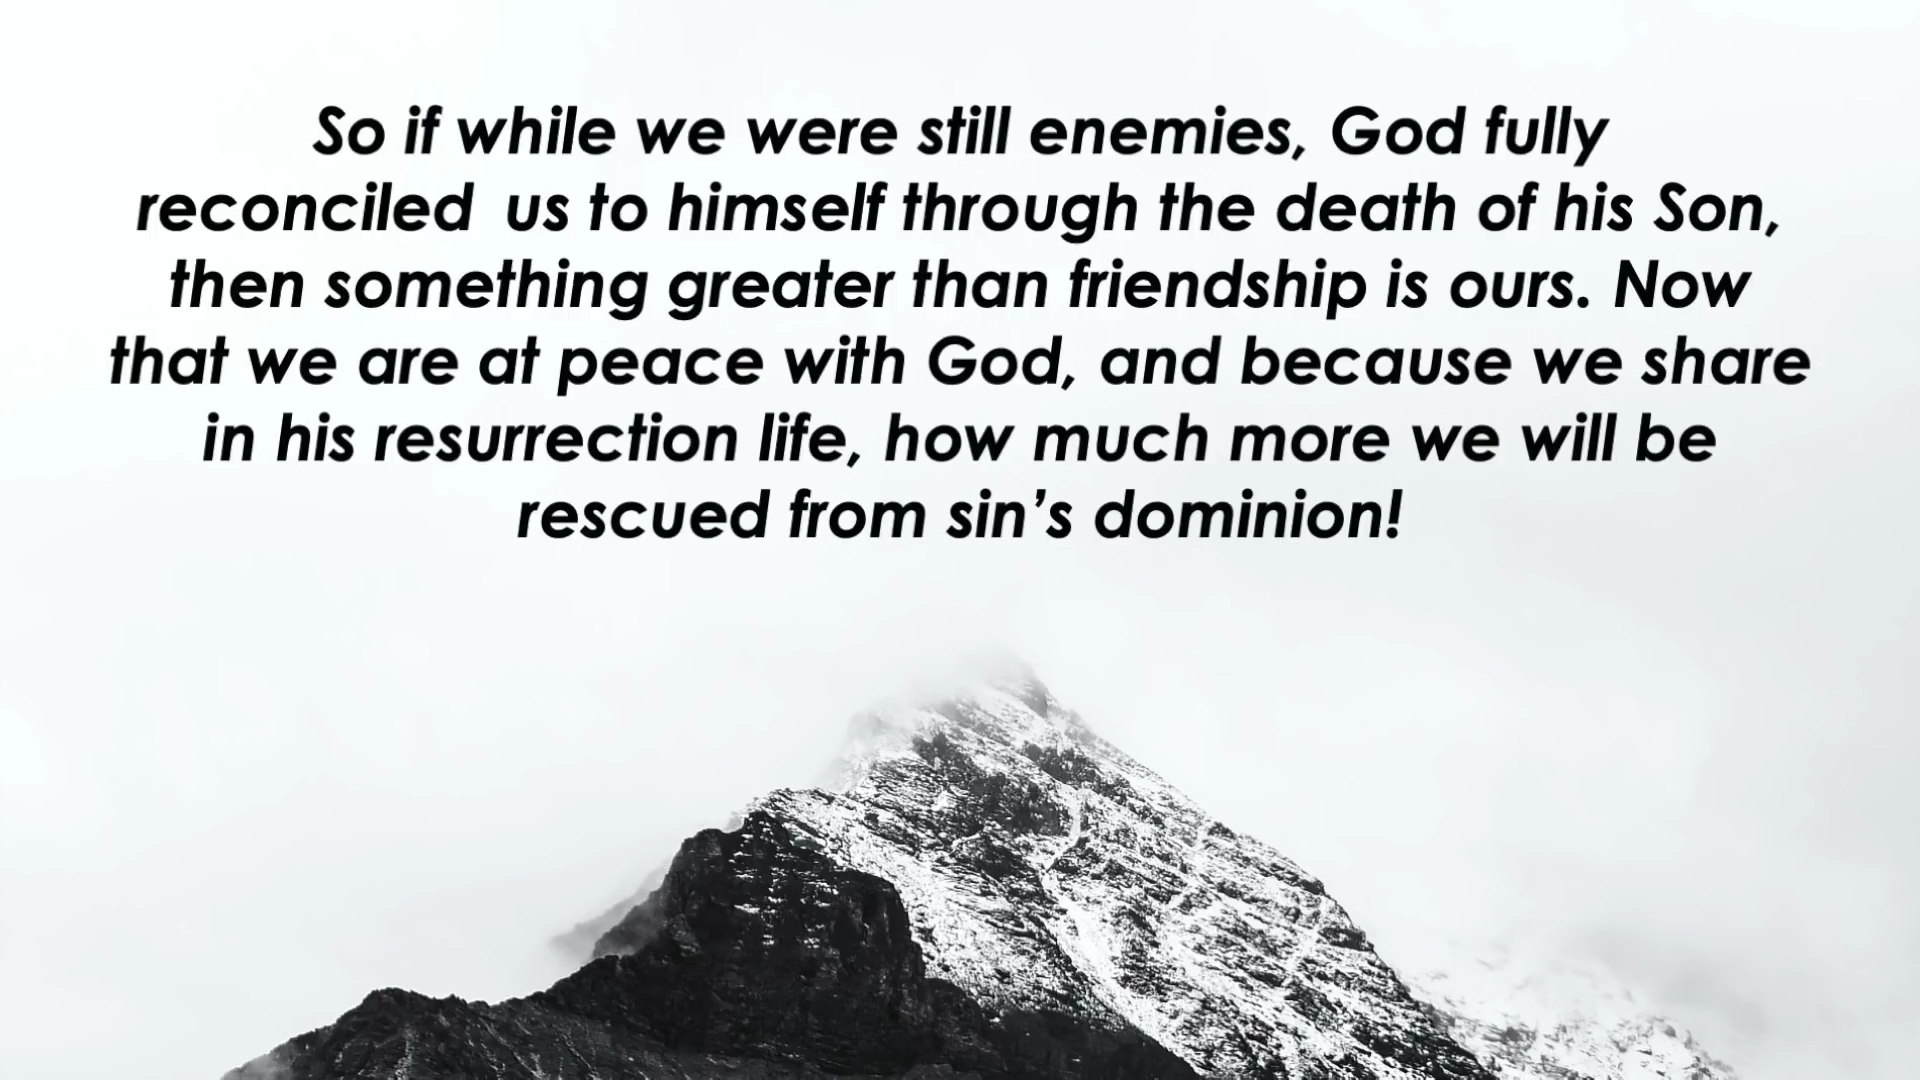 So if while we were still enemies, God fully
reconciled  us to himself through the death of his Son,
then something greater than friendship is ours. Now
that we are at peace with God, and because we share
in his resurrection life, how much more we will be
rescued from sin’s dominion!